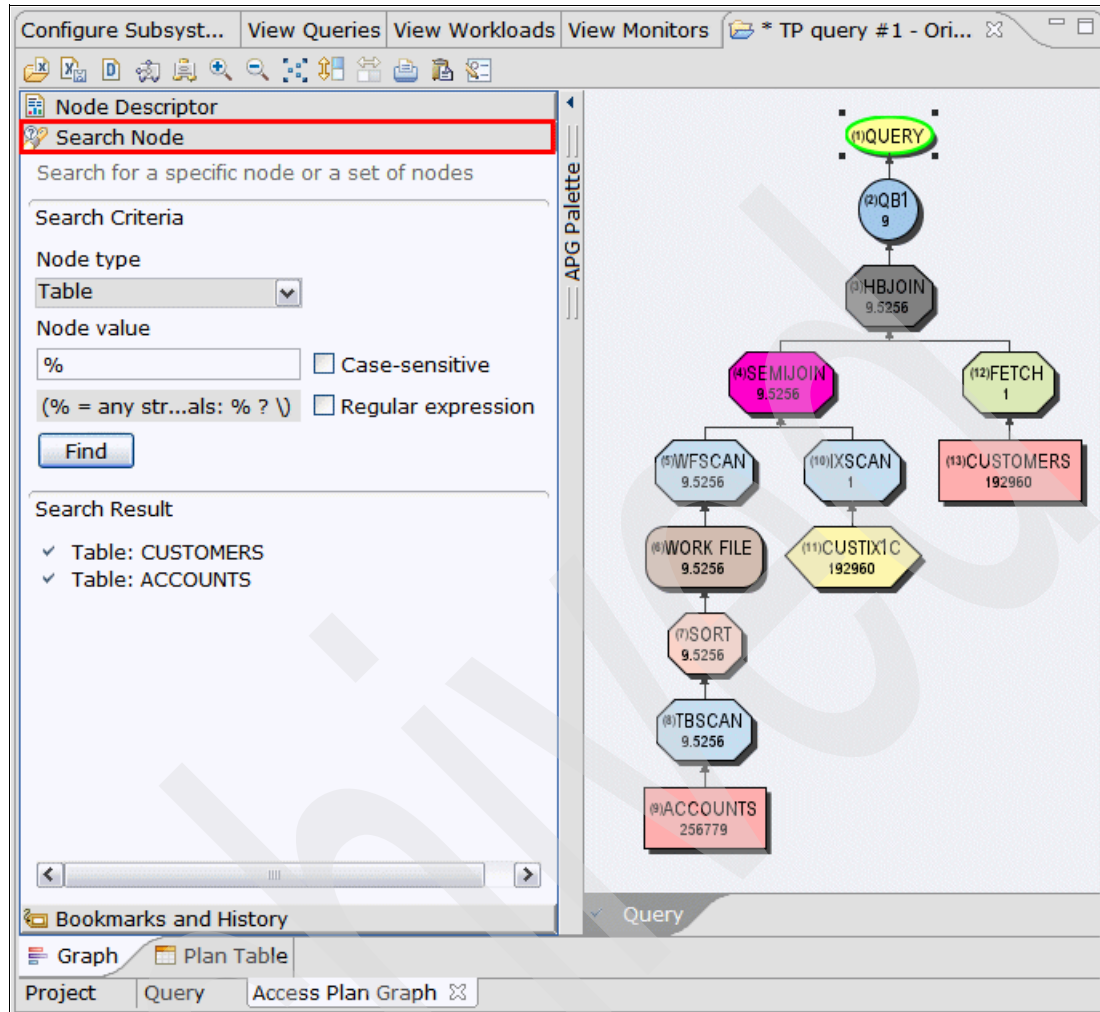 Configure Subsyst... View Queries View Workloads View Monitors * TP query #1 - Ori...
Node Descriptor
Search Node
Search for a specific node or a set of nodes
Search Criteria
Node type
Table
Node value
% Case-sensitive
(% = any str...als: % ? \) Regular expression
Find
Search Result
Table: CUSTOMERS
Table: ACCOUNTS
Bookmarks and History
APG Palette
(1)QUERY
(2)QB1
9
(3)HBJOIN
9.5256
(4)SEMIJOIN
9.5256
(12)FETCH
1
(5)WFSCAN
9.5256
(10)IXSCAN
1
(13)CUSTOMERS
192960
(6)WORK FILE
9.5256
(11)CUSTIX1C
192960
(7)SORT
9.5256
(8)TBSCAN
9.5256
(9)ACCOUNTS
256779
Query
Graph Plan Table
Project Query Access Plan Graph